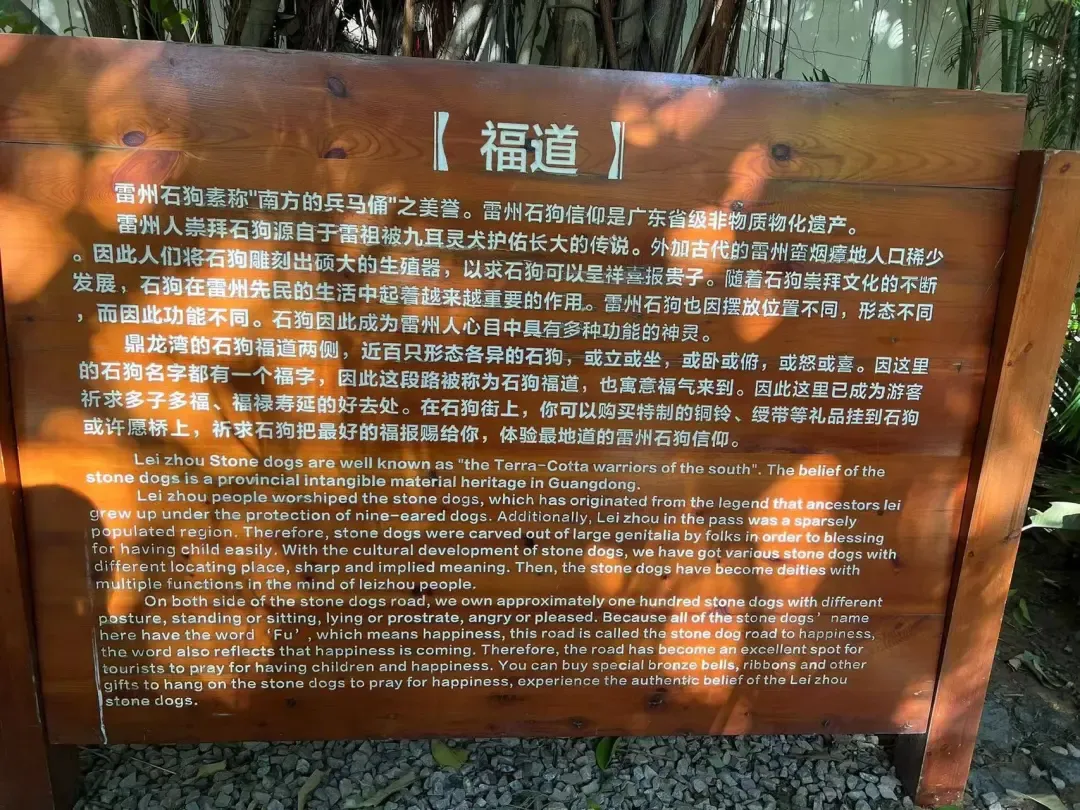 【 福道 】
雷州石狗素称"南方的兵马俑"之美誉。雷州石狗信仰是广东省级非物质物化遗产。
雷州人崇拜石狗源自于雷祖被九耳灵犬护佑长大的传说。外加古代的雷州蛮烟瘴地人口稀少
。因此人们将石狗雕刻出硕大的生殖器，以求石狗可以呈祥喜报贵子。随着石狗崇拜文化的不断
发展，石狗在雷州先民的生活中起着越来越重要的作用。雷州石狗也因摆放位置不同，形态不同
，而因此功能不同。石狗因此成为雷州人心目中具有多种功能的神灵。
鼎龙湾的石狗福道两侧，近百只形态各异的石狗，或立或坐，或卧或俯，或怒或喜。因这里
的石狗名字都有一个福字，因此这段路被称为石狗福道，也寓意福气来到。因此这里已成为游客
祈求多子多福、福禄寿延的好去处。在石狗街上，你可以购买特制的铜铃、绶带等礼品挂到石狗
或许愿桥上，祈求石狗把最好的福报赐给你，体验最地道的雷州石狗信仰。
Lei zhou Stone dogs are well known as "the Terra-Cotta warriors of the south". The belief of the
stone dogs is a provincial intangible material heritage in Guangdong.
Lei zhou people worshiped the stone dogs, which has originated from the legend that ancestors lei
grew up under the protection of nine-eared dogs. Additionally, Lei zhou in the pass was a sparsely
populated region. Therefore, stone dogs were carved out of large genitalia by folks in order to blessing
for having child easily. With the cultural development of stone dogs, we have got various stone dogs with
different locating place, sharp and implied meaning. Then, the stone dogs have become deities with
multiple functions in the mind of leizhou people.
On both side of the stone dogs road, we own approximately one hundred stone dogs with different
posture, standing or sitting, lying or prostrate, angry or pleased. Because all of the stone dogs' name
here have the word 'Fu', which means happiness, this road is called the stone dog road to happiness,
the word also reflects that happiness is coming. Therefore, the road has become an excellent spot for
tourists to pray for having children and happiness. You can buy special bronze bells, ribbons and other
gifts to hang on the stone dogs to pray for happiness, experience the authentic belief of the Lei zhou
stone dogs.